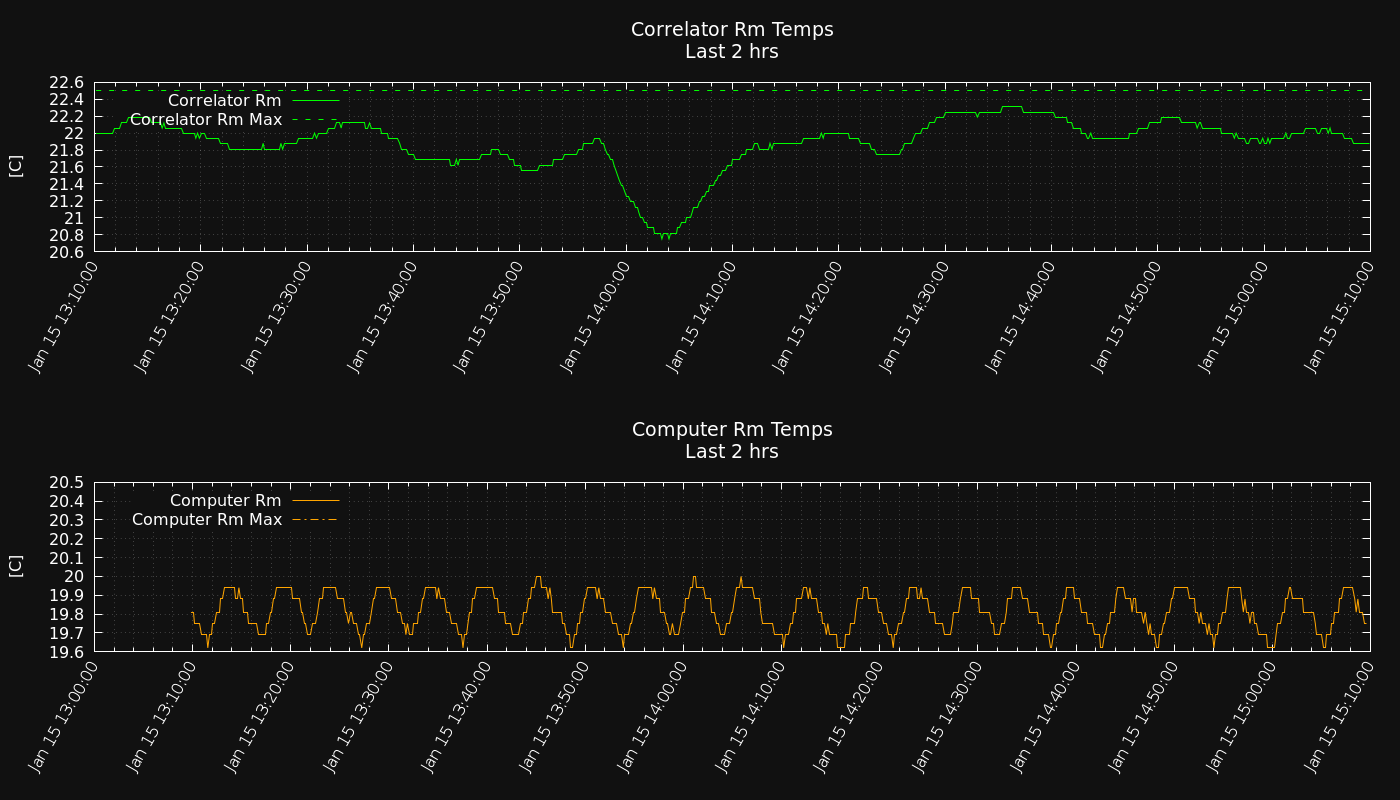 Correlator Rm Temps
Last 2 hrs
22.6
22.4
22.2
22
21.8
21.6
21.4
21.2
21
20.8
20.6
[C]
Correlator Rm
Correlator Rm Max
Jan 15 13:10:00
Jan 15 13:20:00
Jan 15 13:30:00
Jan 15 13:40:00
Jan 15 13:50:00
Jan 15 14:00:00
Jan 15 14:10:00
Jan 15 14:20:00
Jan 15 14:30:00
Jan 15 14:40:00
Jan 15 14:50:00
Jan 15 15:00:00
Jan 15 15:10:00
Computer Rm Temps
Last 2 hrs
20.5
20.4
20.3
20.2
20.1
20
19.9
19.8
19.7
19.6
[C]
Computer Rm
Computer Rm Max
Jan 15 13:00:00
Jan 15 13:10:00
Jan 15 13:20:00
Jan 15 13:30:00
Jan 15 13:40:00
Jan 15 13:50:00
Jan 15 14:00:00
Jan 15 14:10:00
Jan 15 14:20:00
Jan 15 14:30:00
Jan 15 14:40:00
Jan 15 14:50:00
Jan 15 15:00:00
Jan 15 15:10:00